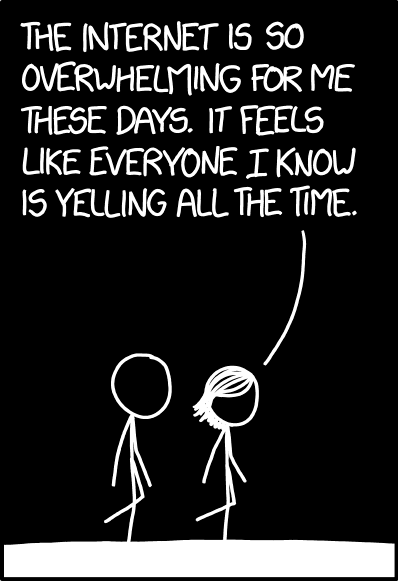 THE INTERNET IS SO
OVERWHELMING FOR ME
THESE DAYS. IT FEELS
LIKE EVERYONE I KNOW
IS YELLING ALL THE TIME.